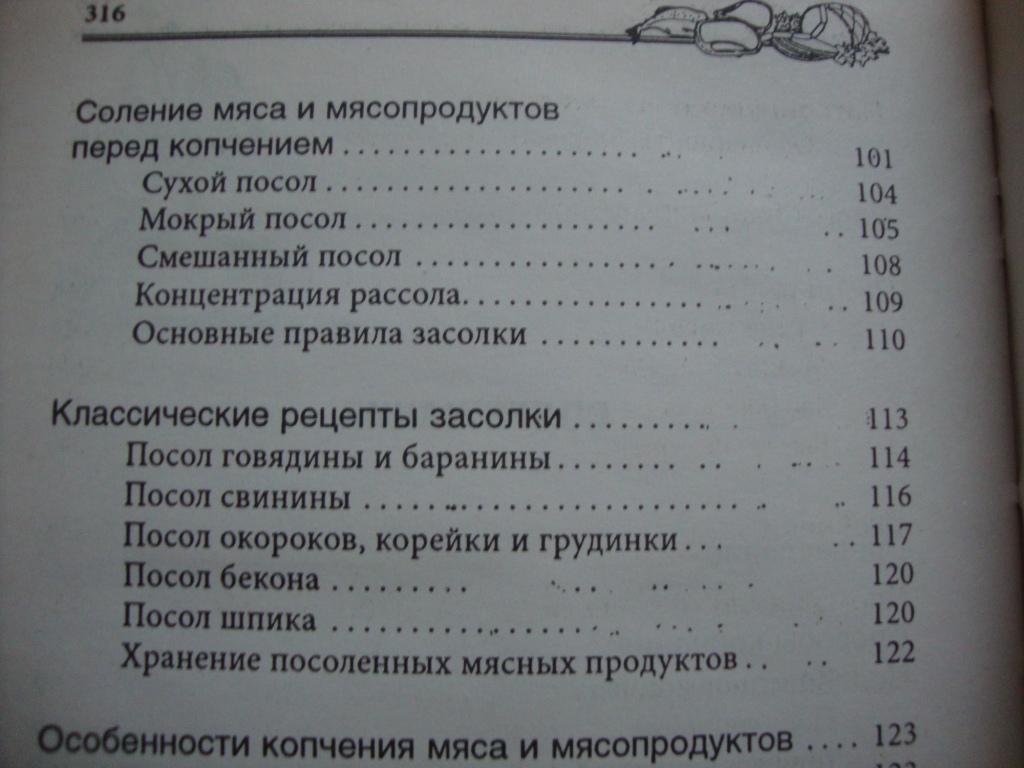 316
Соление мяса и мясопродуктов
перед копчением . . . . . . . . . . . . . . . . . . . . . 101
Сухой посол . . . . . . . . . . . . . . . . . . . . . 104
Мокрый посол . . . . . . . . . . . . . . . . . . . . . 105
Смешанный посол . . . . . . . . . . . . . . . . . . . 108
Концентрация рассола. . . . . . . . . . . . . . . . . 109
Основные правила засолки . . . . . . . . . . . . . 110
Классические рецепты засолки . . . . . . . . . . 113
Посол говядины и баранины . . . . . . . . . . . 114
Посол свинины . . . . . . . . . . . . . . . . . . . . 116
Посол окороков, корейки и грудинки . . . . . 117
Посол бекона . . . . . . . . . . . . . . . . . . . . . 120
Посол шпика . . . . . . . . . . . . . . . . . . . . . 120
Хранение посоленных мясных продуктов . . . . 122
Особенности копчения мяса и мясопродуктов . . . . 123